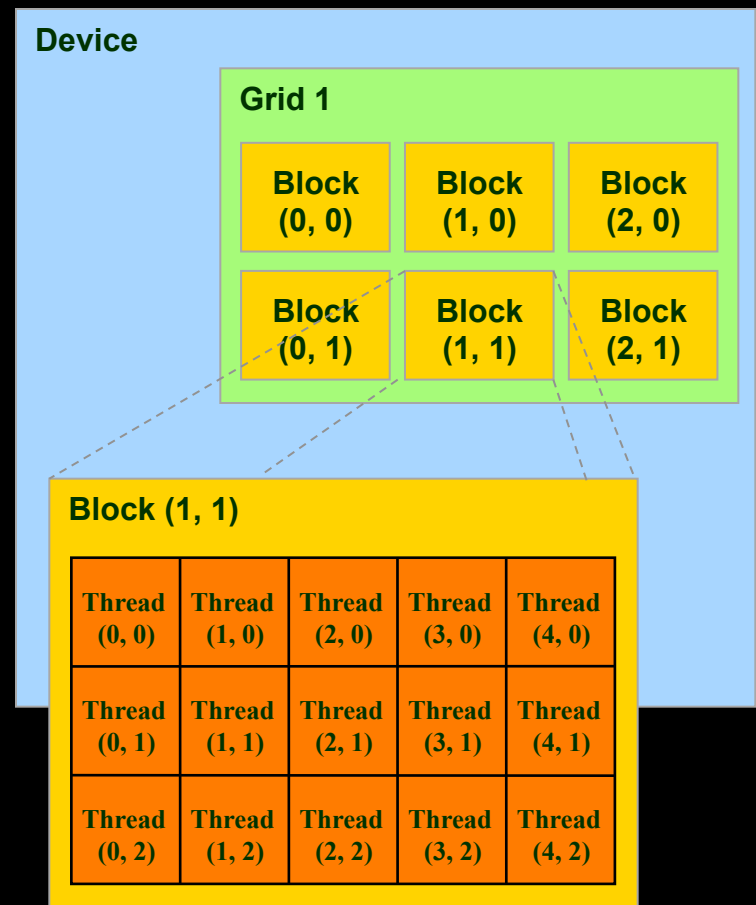 Device
Grid 1
Block Block Block
(0, 0) (1, 0) (2, 0)
Block Block Block
(0, 1) (1, 1) (2, 1)
Block (1, 1)
Thread Thread Thread Thread Thread
(0, 0) (1, 0) (2, 0) (3, 0) (4, 0)
Thread Thread Thread Thread Thread
(0, 1) (1, 1) (2, 1) (3, 1) (4, 1)
Thread Thread Thread Thread Thread
(0, 2) (1, 2) (2, 2) (3, 2) (4, 2)